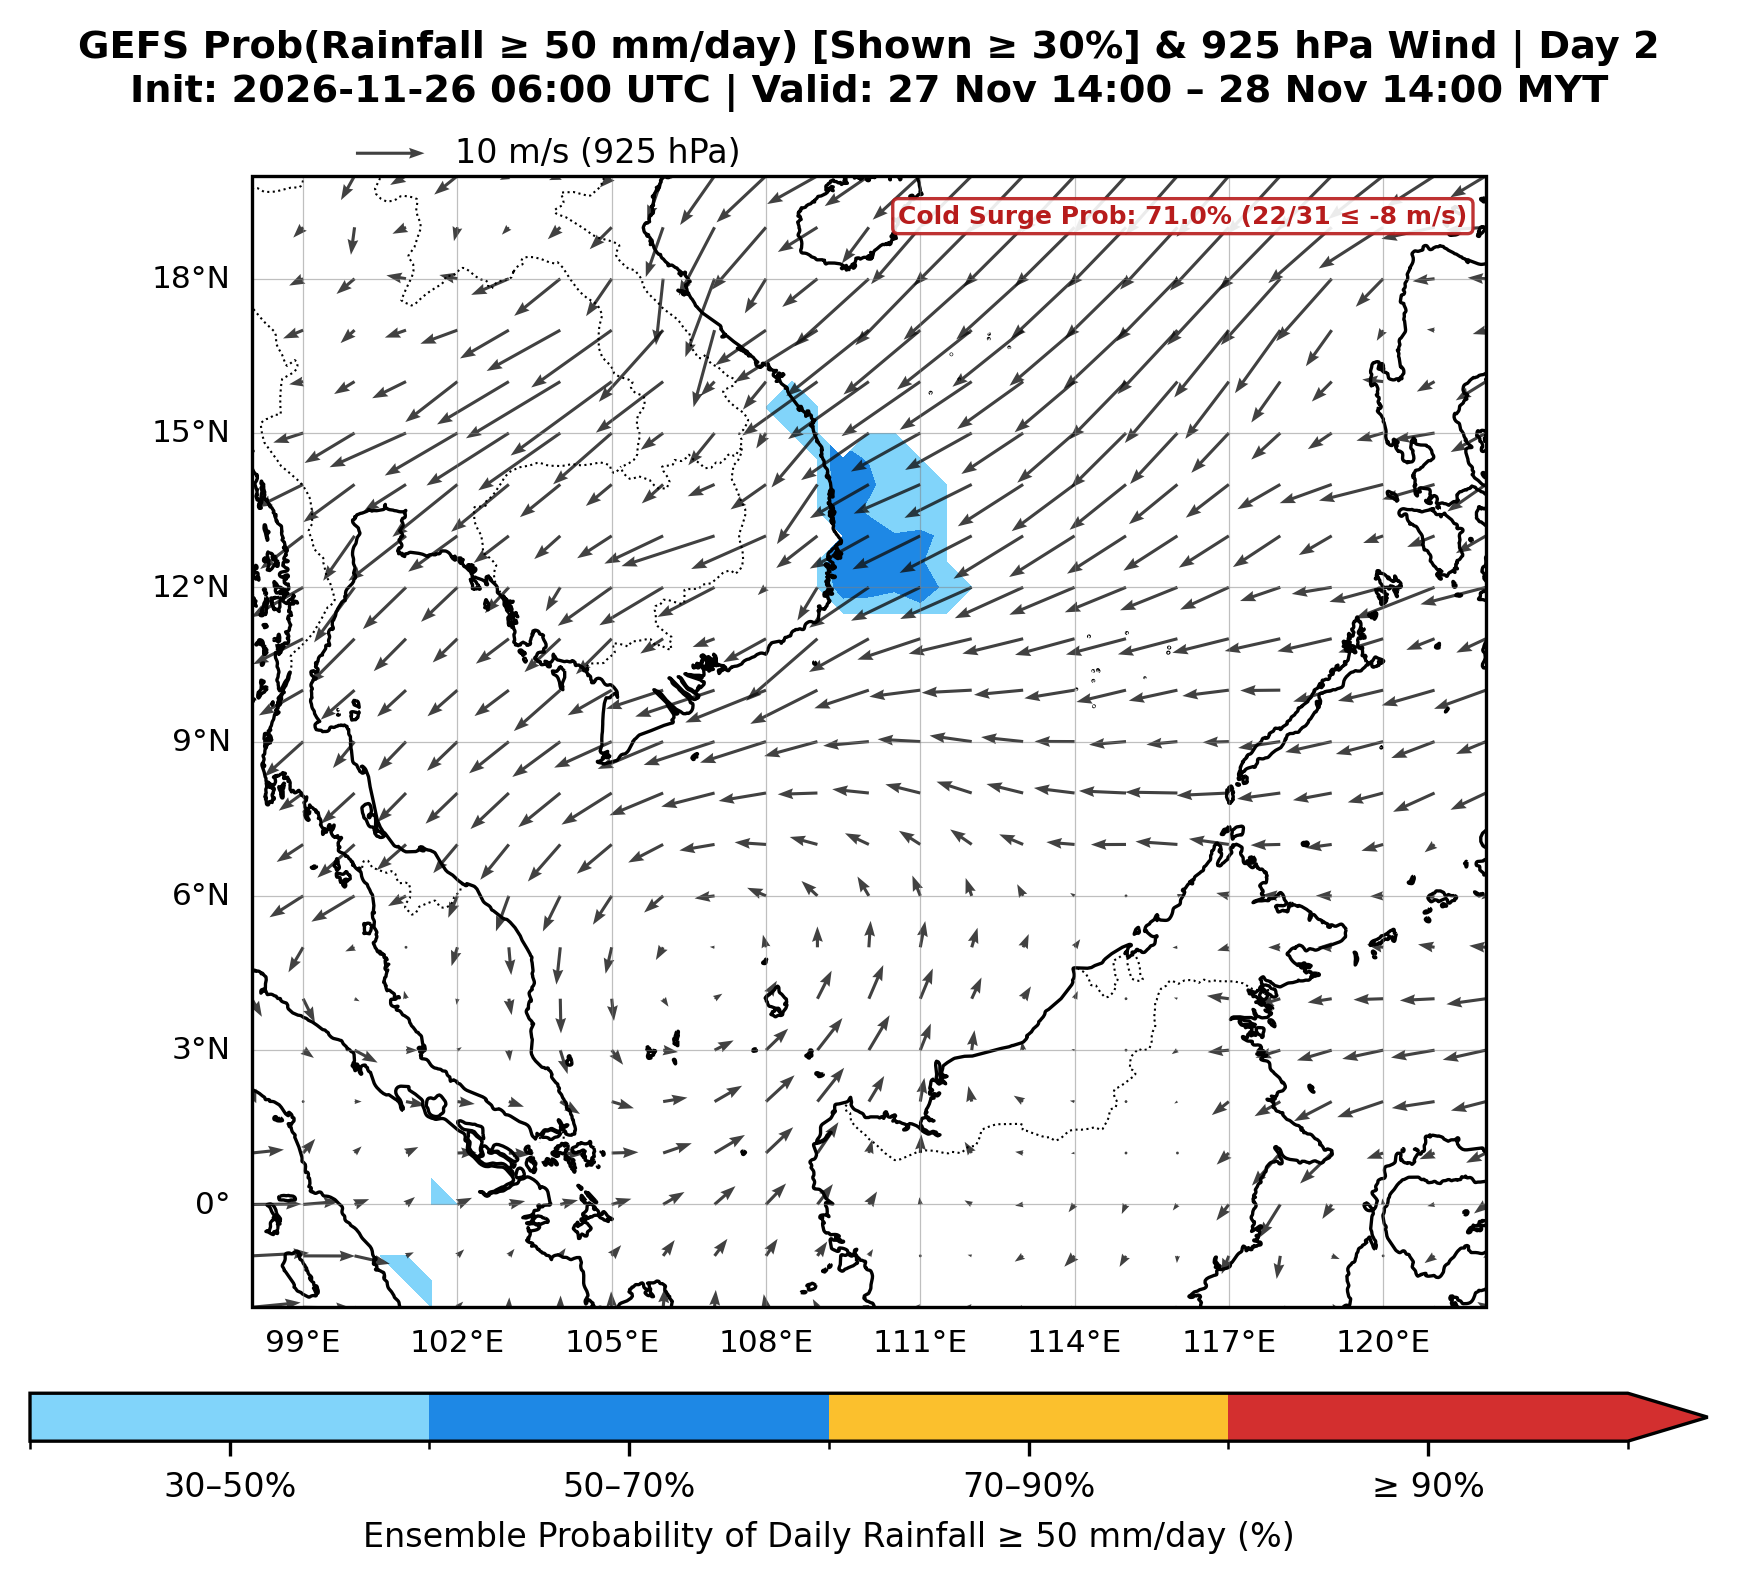 GEFS Prob(Rainfall ≥ 50 mm/day) [Shown ≥ 30%] & 925 hPa Wind | Day 2
Init: 2026-11-26 06:00 UTC | Valid: 27 Nov 14:00 – 28 Nov 14:00 MYT
10 m/s (925 hPa)
Cold Surge Prob: 71.0% (22/31 ≤ -8 m/s)
18°N
15°N
12°N
9°N
6°N
3°N
0°
99°E 102°E 105°E 108°E 111°E 114°E 117°E 120°E
30–50% 50–70% 70–90% ≥ 90%
Ensemble Probability of Daily Rainfall ≥ 50 mm/day (%)